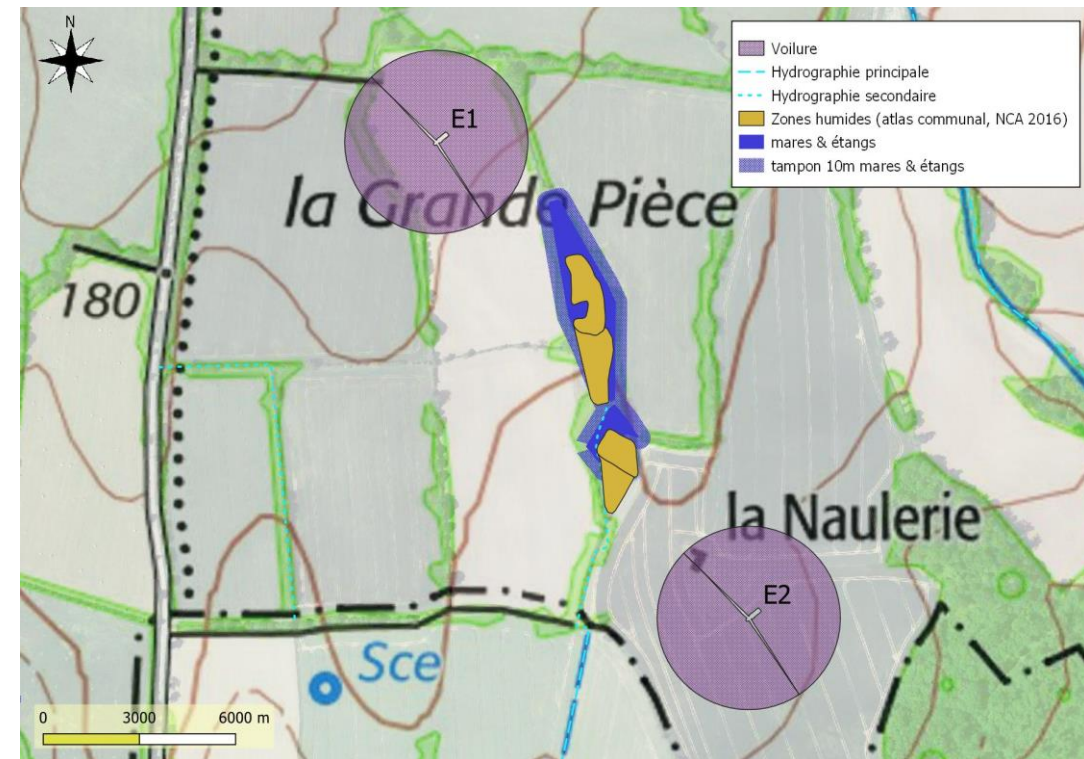 N
Voilure
Hydrographie principale
Hydrographie secondaire
Zones humides (atlas communal, NCA 2016)
mares & étangs
tampon 10m mares & étangs
E1
la Grande Pièce
180
la Naulerie
E2
Sce
0 3000 6000 m